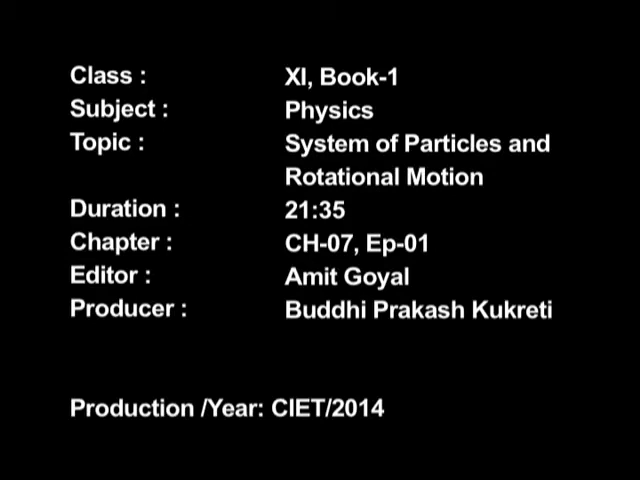 Class : XI, Book-1
Subject : Physics
Topic : System of Particles and
Rotational Motion
Duration : 21:35
Chapter : CH-07, Ep-01
Editor : Amit Goyal
Producer : Buddhi Prakash Kukreti
Production /Year: CIET/2014